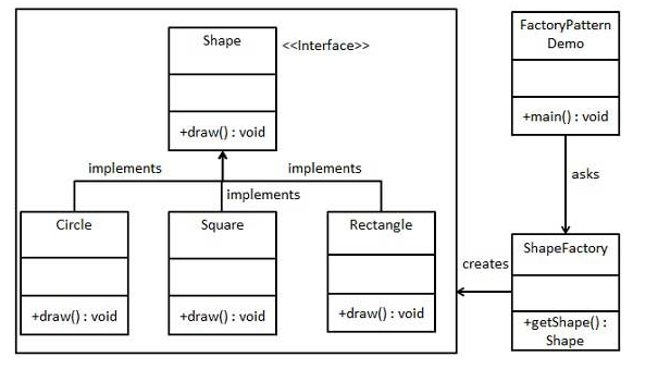 Shape
<<Interface>>
+draw() : void
FactoryPattern
Demo
+main() : void
implements
implements
implements
asks
Circle
+draw() : void
Square
+draw() : void
Rectangle
+draw() : void
creates
ShapeFactory
+getShape() :
Shape